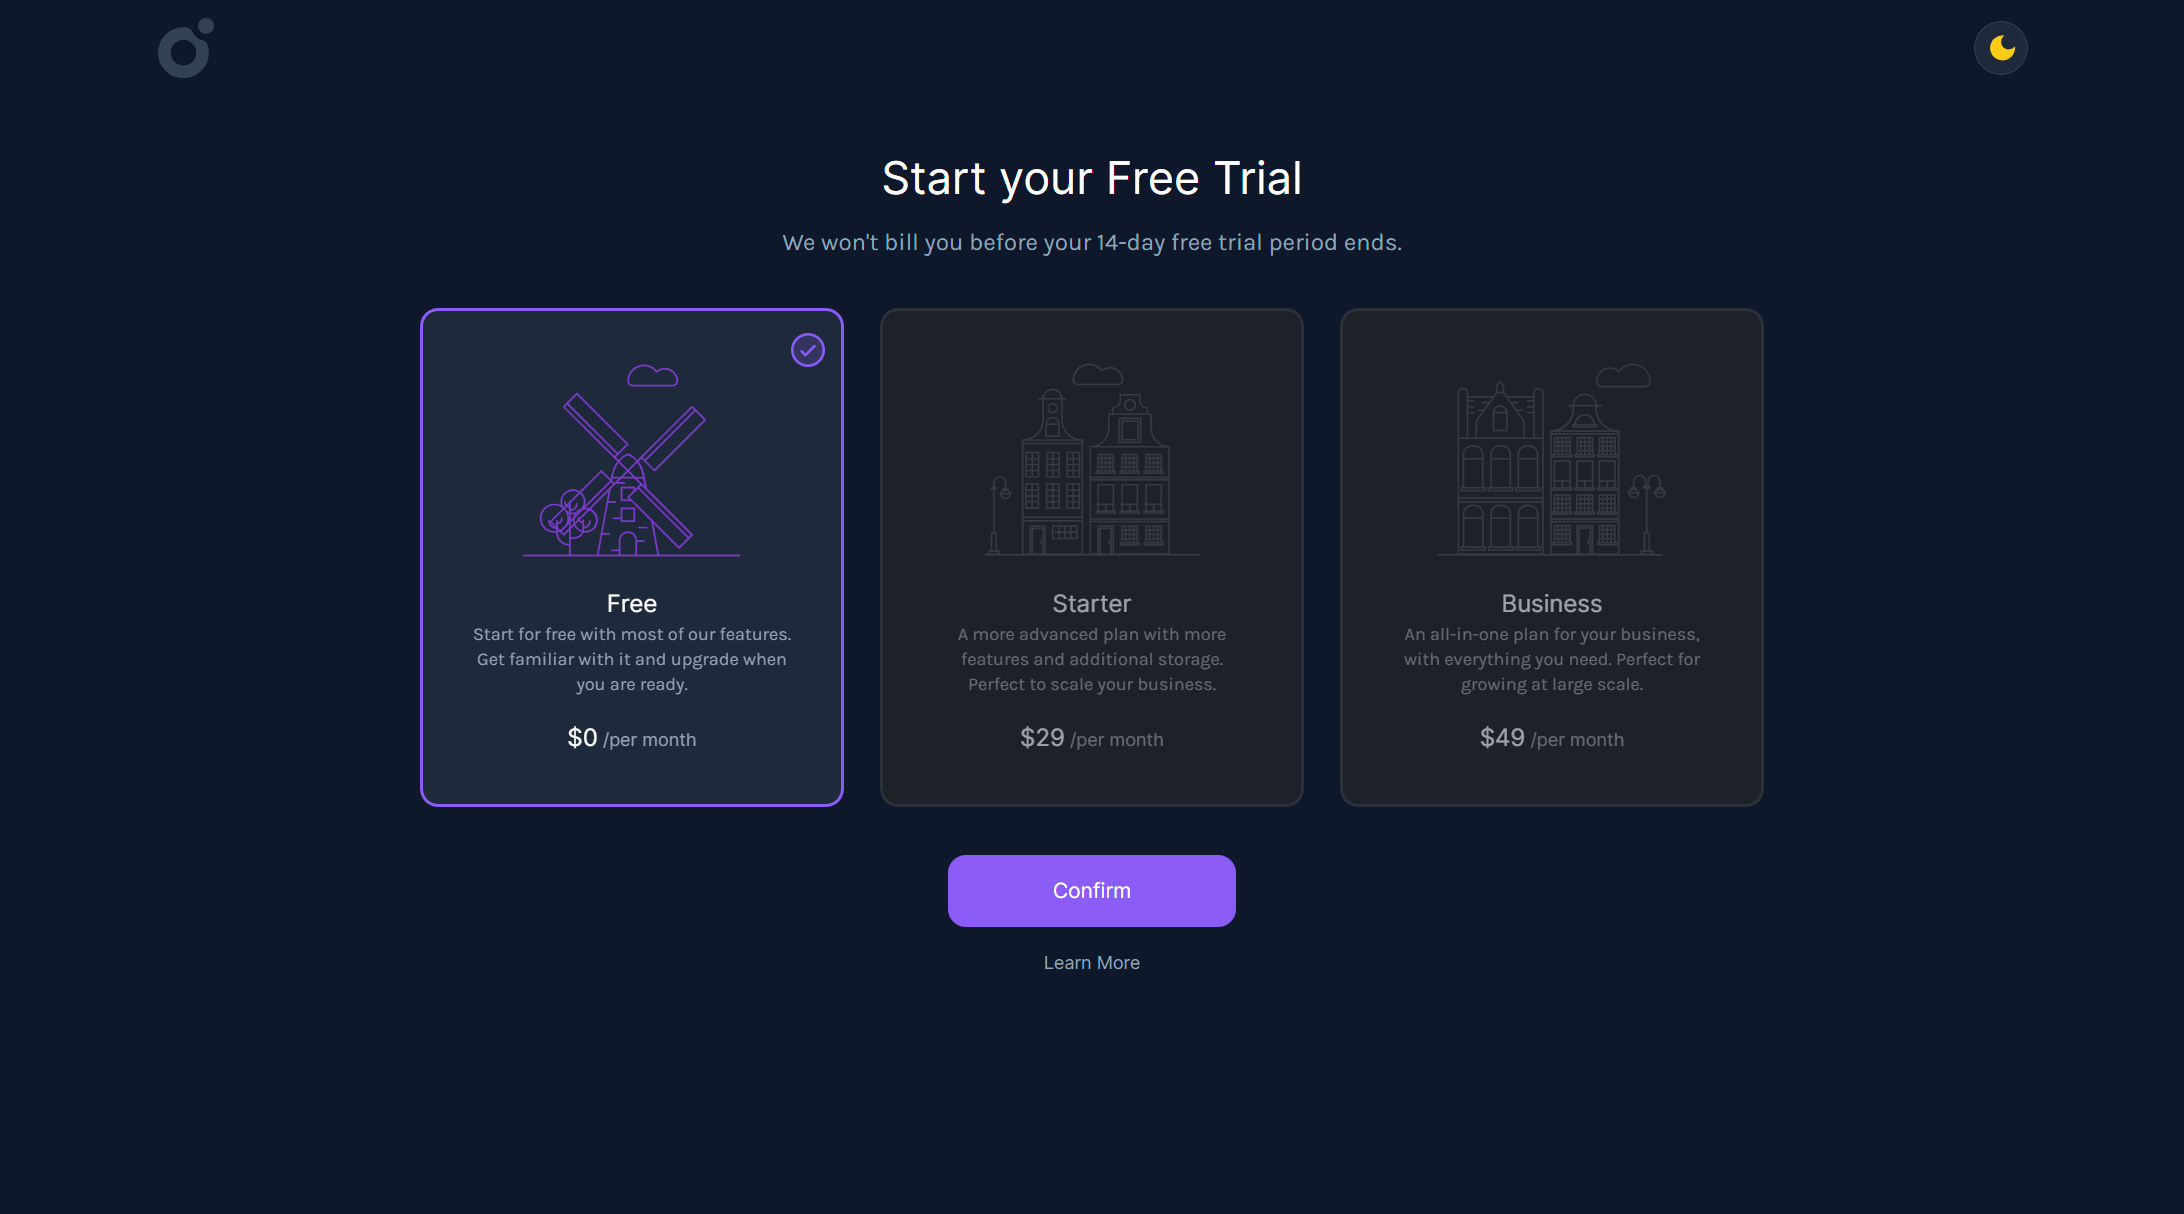 Start your Free Trial
We won't bill you before your 14-day free trial period ends.
Free
Start for free with most of our features.
Get familiar with it and upgrade when
you are ready.
$0 /per month
Starter
A more advanced plan with more
features and additional storage.
Perfect to scale your business.
$29 /per month
Business
An all-in-one plan for your business,
with everything you need. Perfect for
growing at large scale.
$49 /per month
Confirm
Learn More